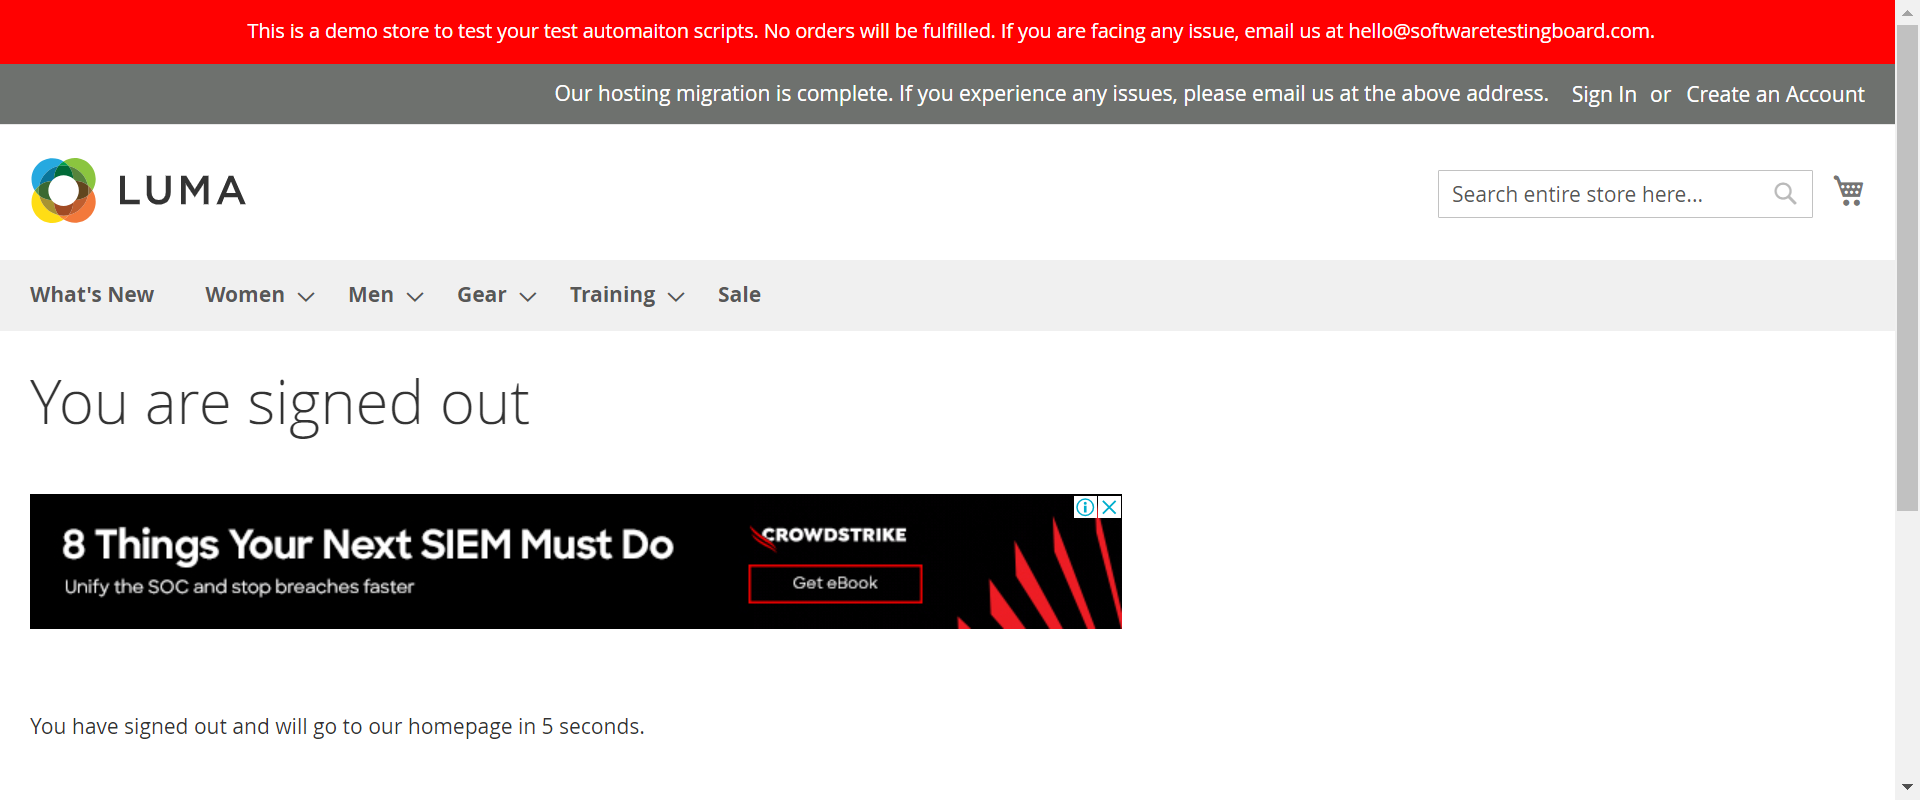 This is a demo store to test your test automaiton scripts. No orders will be fulfilled. If you are facing any issue, email us at hello@softwaretestingboard.com.
Our hosting migration is complete. If you experience any issues, please email us at the above address. Sign In or Create an Account
LUMA
Search entire store here...
What's New Women Men Gear Training Sale
You are signed out
8 Things Your Next SIEM Must Do
Unify the SOC and stop breaches faster
CROWDSTRIKE
Get eBook
You have signed out and will go to our homepage in 5 seconds.